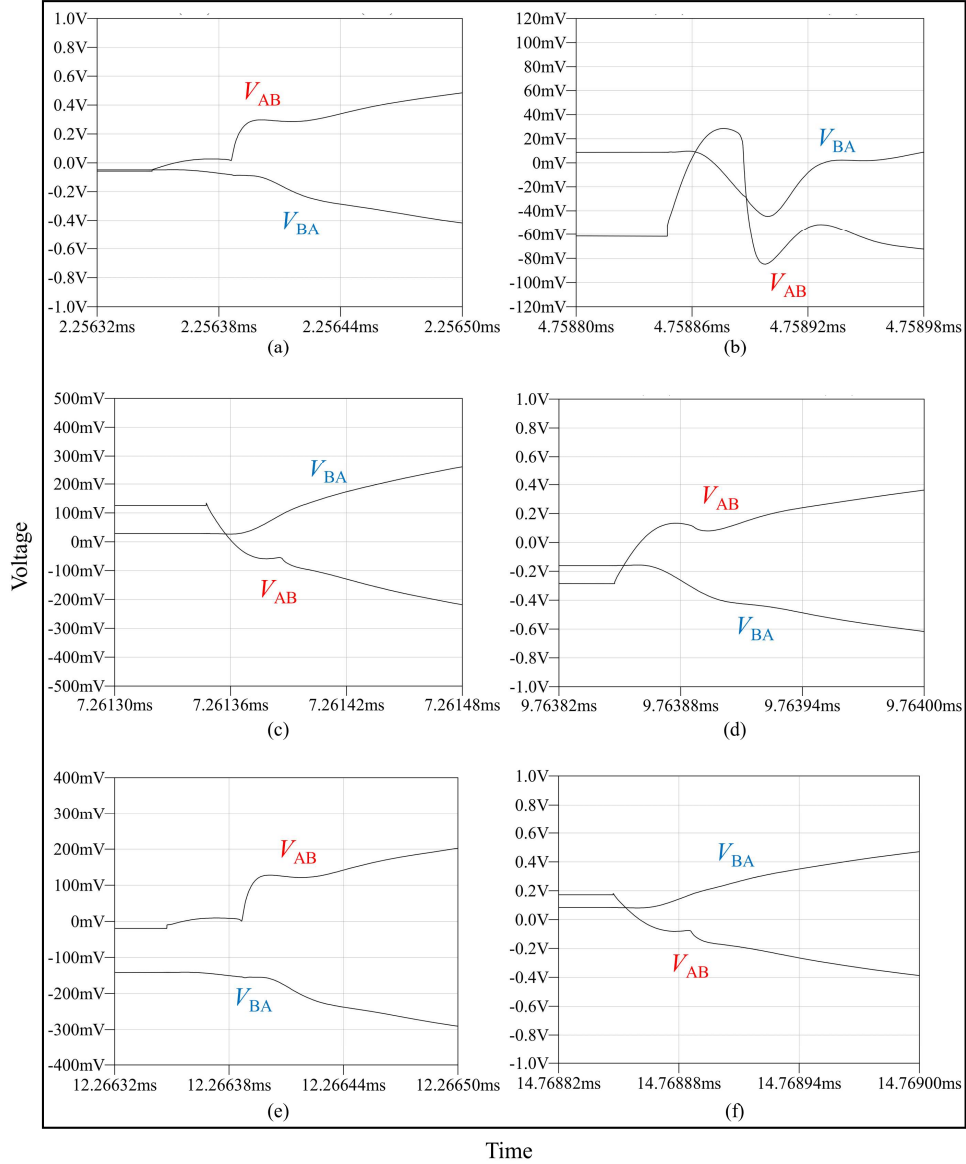 1.0V
0.8V
0.6V
0.4V
0.2V
0.0V
-0.2V
-0.4V
-0.6V
-0.8V
-1.0V
VAB
VBA
2.25632ms 2.25638ms 2.25644ms 2.25650ms
(a)
120mV
100mV
80mV
60mV
40mV
20mV
0mV
-20mV
-40mV
-60mV
-80mV
-100mV
-120mV
VBA
VAB
4.75880ms 4.75886ms 4.75892ms 4.75898ms
(b)
500mV
400mV
300mV
200mV
100mV
0mV
-100mV
-200mV
-300mV
-400mV
-500mV
VBA
VAB
7.26130ms 7.26136ms 7.26142ms 7.26148ms
(c)
1.0V
0.8V
0.6V
0.4V
0.2V
0.0V
-0.2V
-0.4V
-0.6V
-0.8V
-1.0V
VAB
VBA
9.76382ms 9.76388ms 9.76394ms 9.76400ms
(d)
400mV
300mV
200mV
100mV
0mV
-100mV
-200mV
-300mV
-400mV
VAB
VBA
12.26632ms 12.26638ms 12.26644ms 12.26650ms
(e)
1.0V
0.8V
0.6V
0.4V
0.2V
0.0V
-0.2V
-0.4V
-0.6V
-0.8V
-1.0V
VBA
VAB
14.76882ms 14.76888ms 14.76894ms 14.76900ms
(f)
Voltage
Time